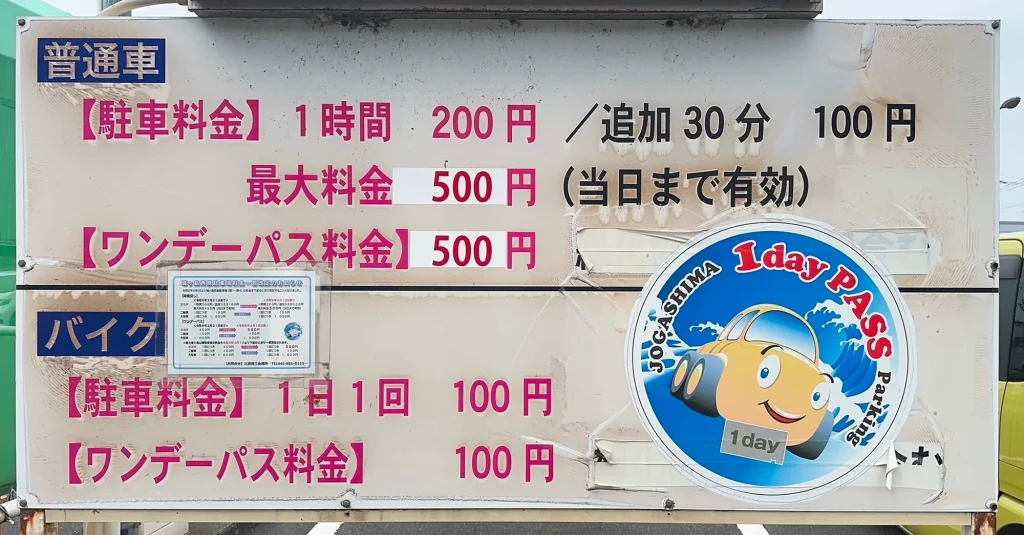 普通車
【駐車料金】 1時間 200円 /追加30分 100円
最大料金 500円 (当日まで有効)
【ワンデーパス料金】 500円
バイク
【駐車料金】 1日1回 100円
【ワンデーパス料金】 100円
JOGASHIMA
1day PASS
Parking
1day